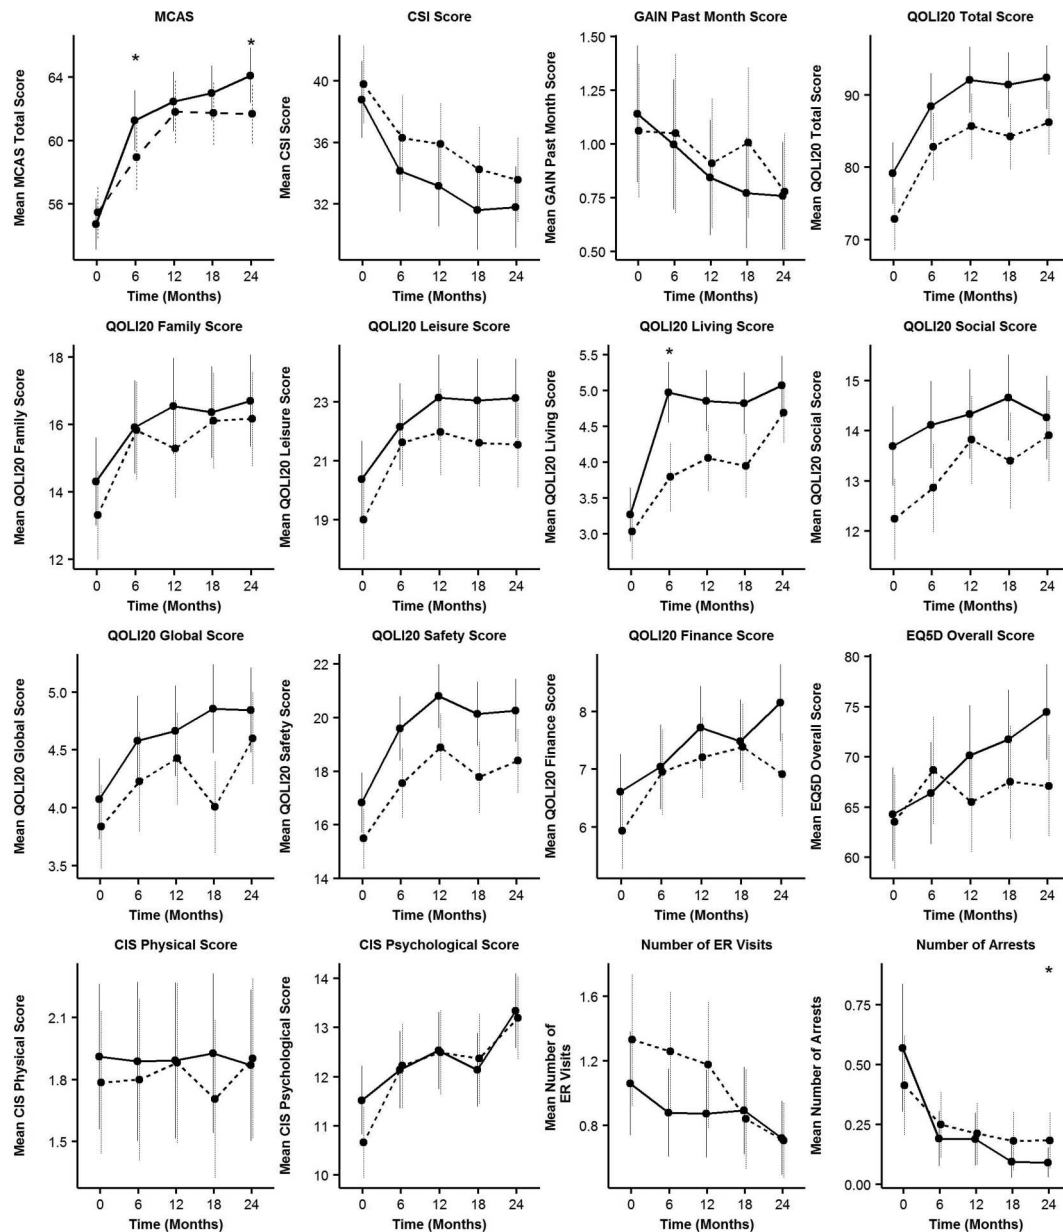 MCAS
CSI Score
GAIN Past Month Score
QOLI20 Total Score
Mean MCAS Total Score
64
60
56
*
*
0 6 12 18 24
Time (Months)
Mean CSI Score
40
36
32
0 6 12 18 24
Time (Months)
Mean GAIN Past Month Score
1.50
1.25
1.00
0.75
0.50
0 6 12 18 24
Time (Months)
Mean QOLI20 Total Score
90
80
70
0 6 12 18 24
Time (Months)
QOLI20 Family Score
QOLI20 Leisure Score
QOLI20 Living Score
QOLI20 Social Score
Mean QOLI20 Family Score
18
16
14
12
0 6 12 18 24
Time (Months)
Mean QOLI20 Leisure Score
23
21
19
0 6 12 18 24
Time (Months)
Mean QOLI20 Living Score
5.5
5.0
4.5
4.0
3.5
3.0
*
0 6 12 18 24
Time (Months)
Mean QOLI20 Social Score
15
14
13
12
0 6 12 18 24
Time (Months)
QOLI20 Global Score
QOLI20 Safety Score
QOLI20 Finance Score
EQ5D Overall Score
Mean QOLI20 Global Score
5.0
4.5
4.0
3.5
0 6 12 18 24
Time (Months)
Mean QOLI20 Safety Score
22
20
18
16
14
0 6 12 18 24
Time (Months)
Mean QOLI20 Finance Score
9
8
7
6
0 6 12 18 24
Time (Months)
Mean EQ5D Overall Score
80
75
70
65
60
0 6 12 18 24
Time (Months)
CIS Physical Score
CIS Psychological Score
Number of ER Visits
Number of Arrests
Mean CIS Physical Score
2.1
1.8
1.5
0 6 12 18 24
Time (Months)
Mean CIS Psychological Score
14
13
12
11
10
0 6 12 18 24
Time (Months)
Mean Number of
ER Visits
1.6
1.2
0.8
0 6 12 18 24
Time (Months)
Mean Number of Arrests
0.75
0.50
0.25
0.00
*
0 6 12 18 24
Time (Months)